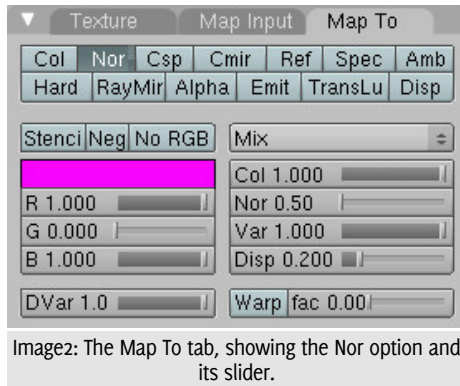 Texture Map Input Map To
Col Nor Csp Cmir Ref Spec Amb
Hard RayMir Alpha Emit TransLu Disp
Stenci Neg No RGB Mix
Col 1.000
R 1.000 Nor 0.50
G 0.000 Var 1.000
B 1.000 Disp 0.200
DVar 1.0 Warp fac 0.00
Image2: The Map To tab, showing the Nor option and
its slider.